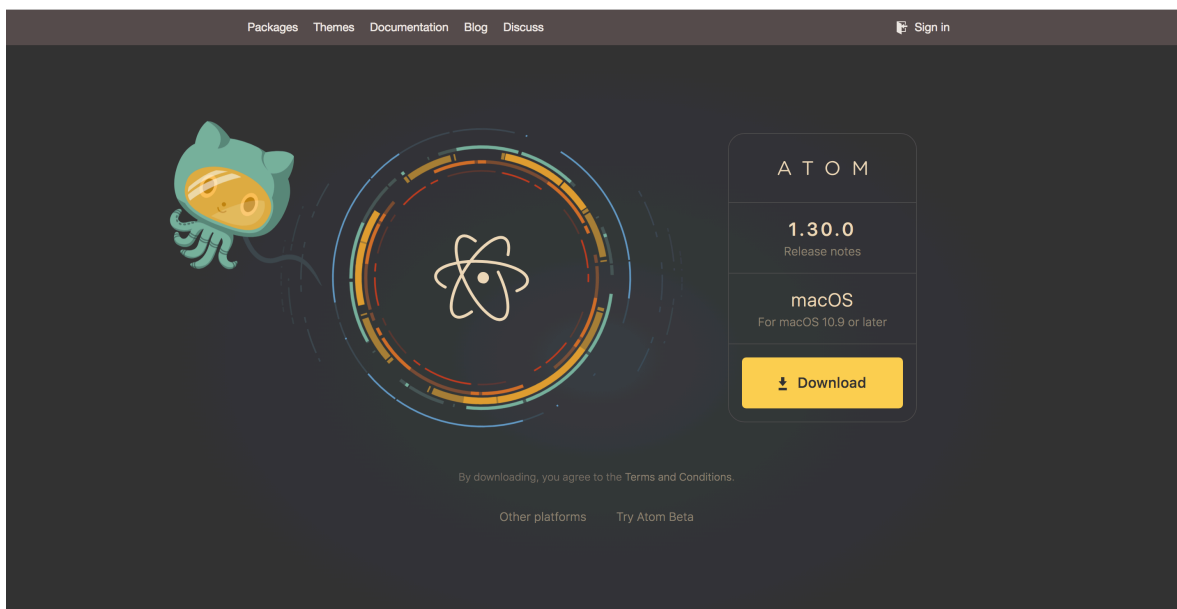 Packages Themes Documentation Blog Discuss Sign in
ATOM
1.30.0
Release notes
macOS
For macOS 10.9 or later
Download
By downloading, you agree to the Terms and Conditions.
Other platforms Try Atom Beta